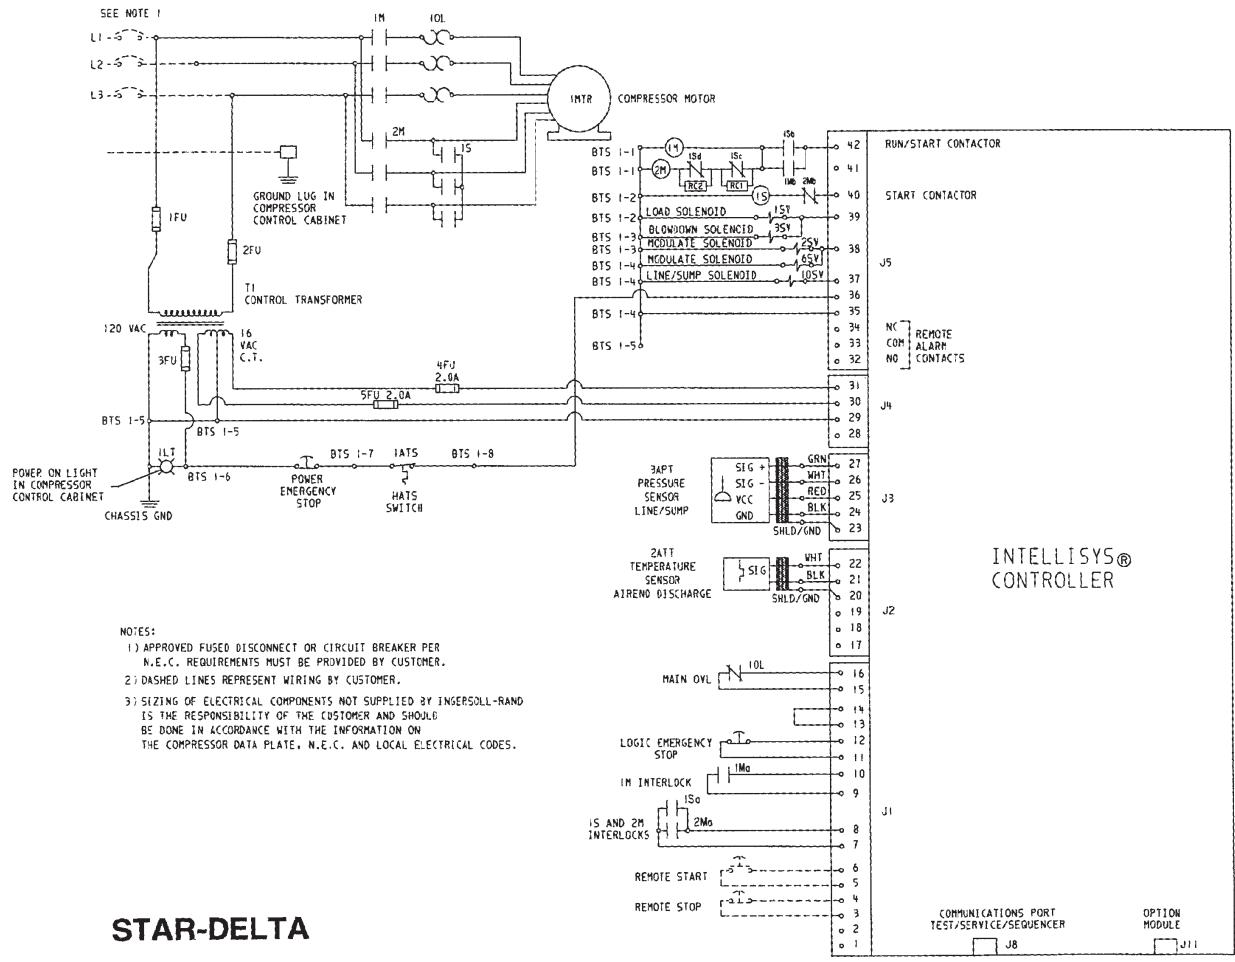 SEE NOTE 1
1M
1OL
L1
L2
L3
1MTR
COMPRESSOR MOTOR
2M
1S
GROUND LUG IN
COMPRESSOR
CONTROL CABINET
1FU
2FU
T1
CONTROL TRANSFORMER
120 VAC
16
VAC
C.T.
3FU
4FU
2.0A
5FU 2.0A
BTS 1-5
BTS 1-5
1LT
BTS 1-6
POWER ON LIGHT
IN COMPRESSOR
CONTROL CABINET
CHASSIS GND
POWER
EMERGENCY
STOP
BTS 1-7
1ATS
HATS
SWITCH
BTS 1-8
BTS 1-1
1M
1Sb
42
RUN/START CONTACTOR
BTS 1-1
2M
1Sd
RC2
1Sc
RC1
1Mb
41
2Mb
BTS 1-2
1S
40
START CONTACTOR
BTS 1-2
LOAD SOLENOID
1SV
39
BTS 1-3
BLOWDOWN SOLENOID
3SV
BTS 1-3
MODULATE SOLENOID
2SV
38
BTS 1-4
MODULATE SOLENOID
6SV
J5
BTS 1-4
LINE/SUMP SOLENOID
10SV
37
36
BTS 1-4
35
34
NC
33
COM
BTS 1-5
32
NO
REMOTE
ALARM
CONTACTS
31
30
J4
29
28
3APT
PRESSURE
SENSOR
LINE/SUMP
SIG +
GRN
27
SIG -
WHT
26
VCC
RED
25
J3
GND
BLK
24
SHLD/GND
23
2ATT
TEMPERATURE
SENSOR
AIREND DISCHARGE
SIG
WHT
22
BLK
21
SHLD/GND
20
J2
19
18
17
INTELLISYS®
CONTROLLER
MAIN OVL
1OL
16
15
14
13
LOGIC EMERGENCY
STOP
12
11
1M INTERLOCK
1Ma
10
9
1S AND 2M
INTERLOCKS
1Sa
2Ma
8
7
J1
REMOTE START
6
5
REMOTE STOP
4
3
2
1
NOTES:
1) APPROVED FUSED DISCONNECT OR CIRCUIT BREAKER PER
N.E.C. REQUIREMENTS MUST BE PROVIDED BY CUSTOMER.
2) DASHED LINES REPRESENT WIRING BY CUSTOMER.
3) SIZING OF ELECTRICAL COMPONENTS NOT SUPPLIED BY INGERSOLL-RAND
IS THE RESPONSIBILITY OF THE CUSTOMER AND SHOULD
BE DONE IN ACCORDANCE WITH THE INFORMATION ON
THE COMPRESSOR DATA PLATE, N.E.C. AND LOCAL ELECTRICAL CODES.
STAR-DELTA
COMMUNICATIONS PORT
TEST/SERVICE/SEQUENCER
J8
OPTION
MODULE
J11